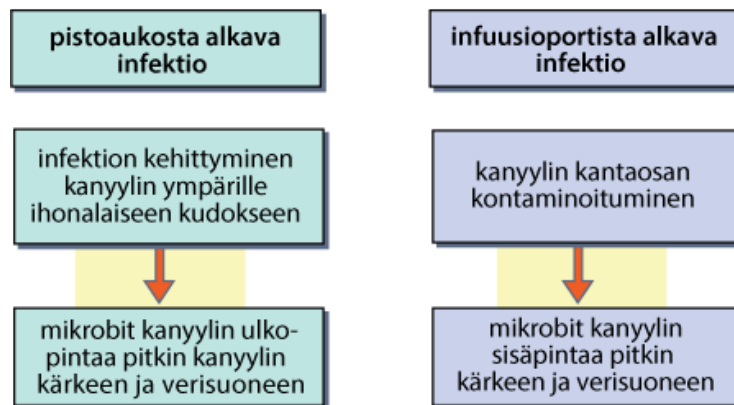 pistoaukosta alkava
infektio
infektion kehittyminen
kanyylin ympärille
ihonalaiseen kudokseen
mikrobit kanyylin ulko-
pintaa pitkin kanyylin
kärkeen ja verisuoneen
infuusioportista alkava
infektio
kanyylin kantaosan
kontaminoituminen
mikrobit kanyylin
sisäpintaa pitkin
kärkeen ja verisuoneen